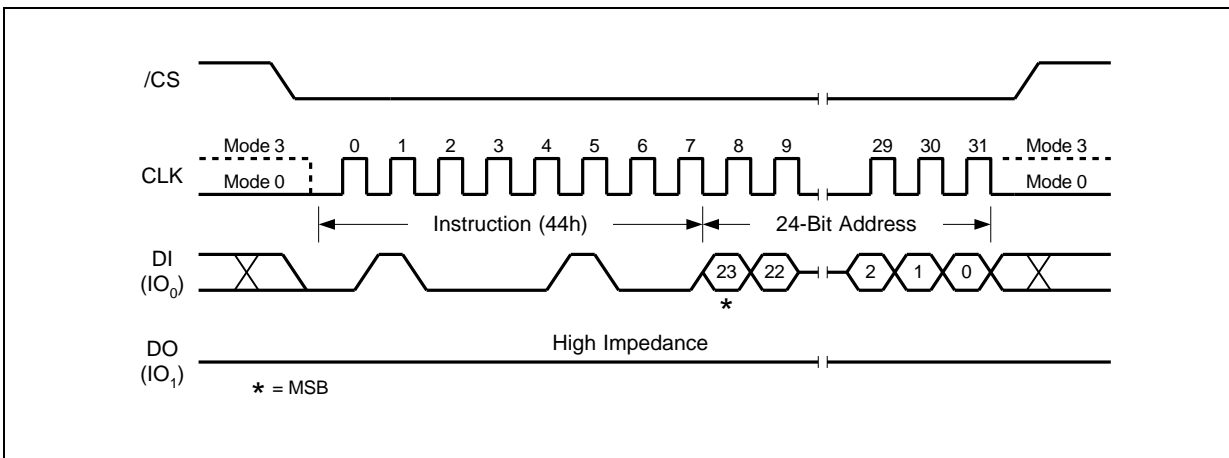 /CS
Mode 3 0 1 2 3 4 5 6 7 8 9 29 30 31 Mode 3
CLK
Mode 0 Mode 0
Instruction (44h) 24-Bit Address
DI
(IO0)
23 22 2 1 0
*
High Impedance
DO
(IO1)
* = MSB